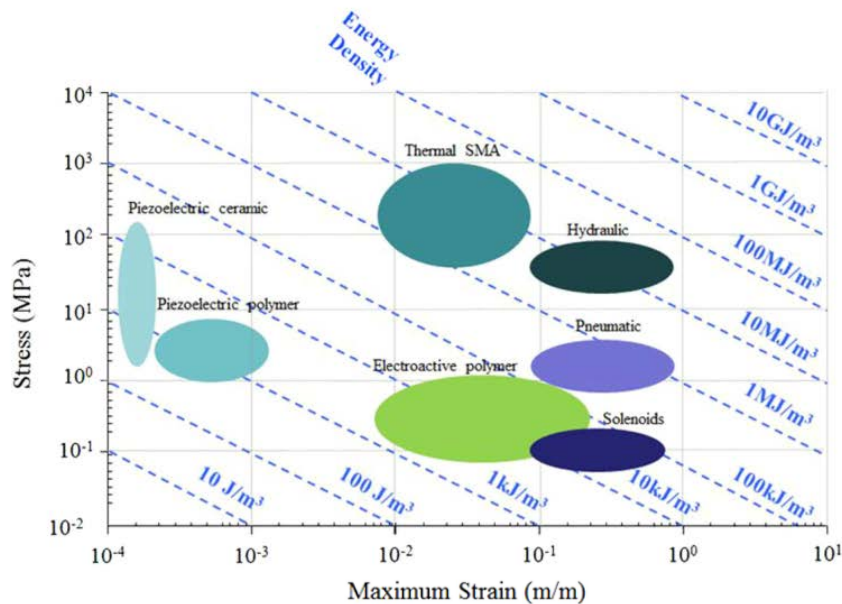 Energy
Density
10⁴
10³
10²
10¹
10⁰
10⁻¹
10⁻²
Stress (MPa)
10GJ/m³
1GJ/m³
100MJ/m³
10MJ/m³
1MJ/m³
100kJ/m³
10kJ/m³
1kJ/m³
100 J/m³
10 J/m³
Thermal SMA
Piezoelectric ceramic
Hydraulic
Piezoelectric polymer
Pneumatic
Electroactive polymer
Solenoids
10⁻⁴
10⁻³
10⁻²
10⁻¹
10⁰
10¹
Maximum Strain (m/m)